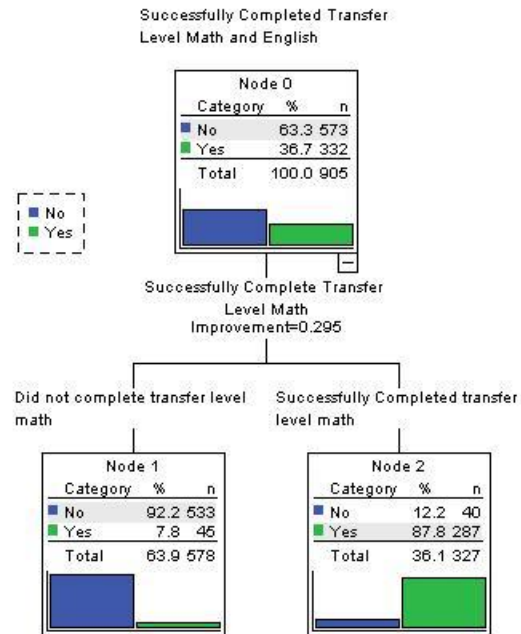 Successfully Completed Transfer
Level Math and English
Node 0
Category % n
No 63.3 573
Yes 36.7 332
Total 100.0 905
No
Yes
Successfully Complete Transfer
Level Math
Improvement=0.295
Did not complete transfer level
math
Successfully Completed transfer
level math
Node 1
Category % n
No 92.2 533
Yes 7.8 45
Total 63.9 578
Node 2
Category % n
No 12.2 40
Yes 87.8 287
Total 36.1 327